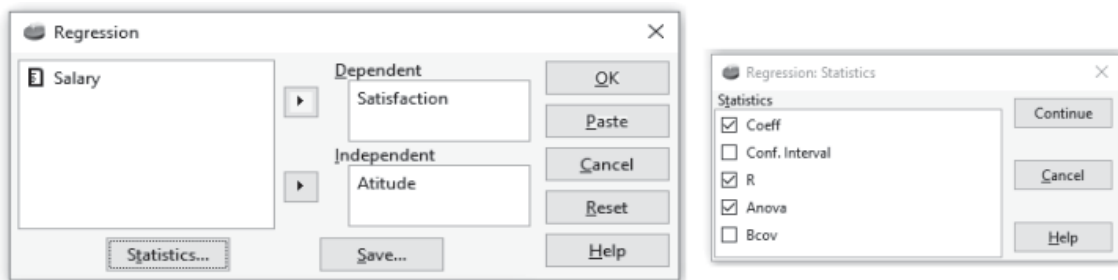 Regression
Salary
Dependent
Satisfaction
Independent
Atitude
OK
Paste
Cancel
Reset
Help
Statistics...
Save...
Regression: Statistics
Statistics
Coeff
Conf. Interval
R
Anova
Bcov
Continue
Cancel
Help